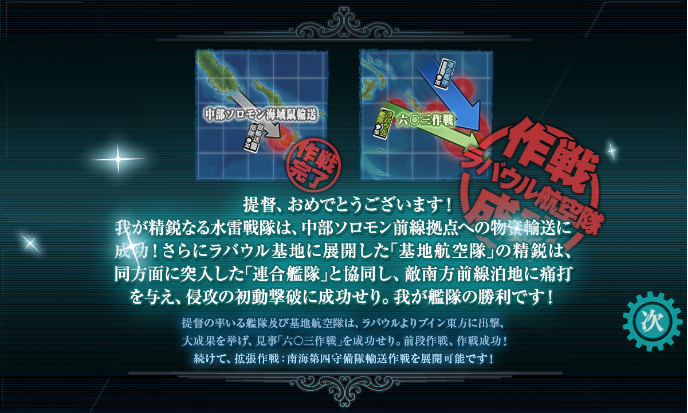 中部ソロモン海域鼠輸送
六〇三作戦
作戦
完了
作戦
ラバウル航空隊
提督、おめでとうございます！
我が精鋭なる水雷戦隊は、中部ソロモン前線拠点への物資輸送に
成功！さらにラバウル基地に展開した「基地航空隊」の精鋭は、
同方面に突入した「連合艦隊」と協同し、敵南方前線泊地に痛打
を与え、侵攻の初動撃破に成功せり。我が艦隊の勝利です！
提督の率いる艦隊及び基地航空隊は、ラバウルよりブイン東方に出撃、
大成果を挙げ、見事「六〇三作戦」を成功せり。前段作戦、作戦成功！
続けて、拡張作戦：南海第四守備隊輸送作戦を展開可能です！
次